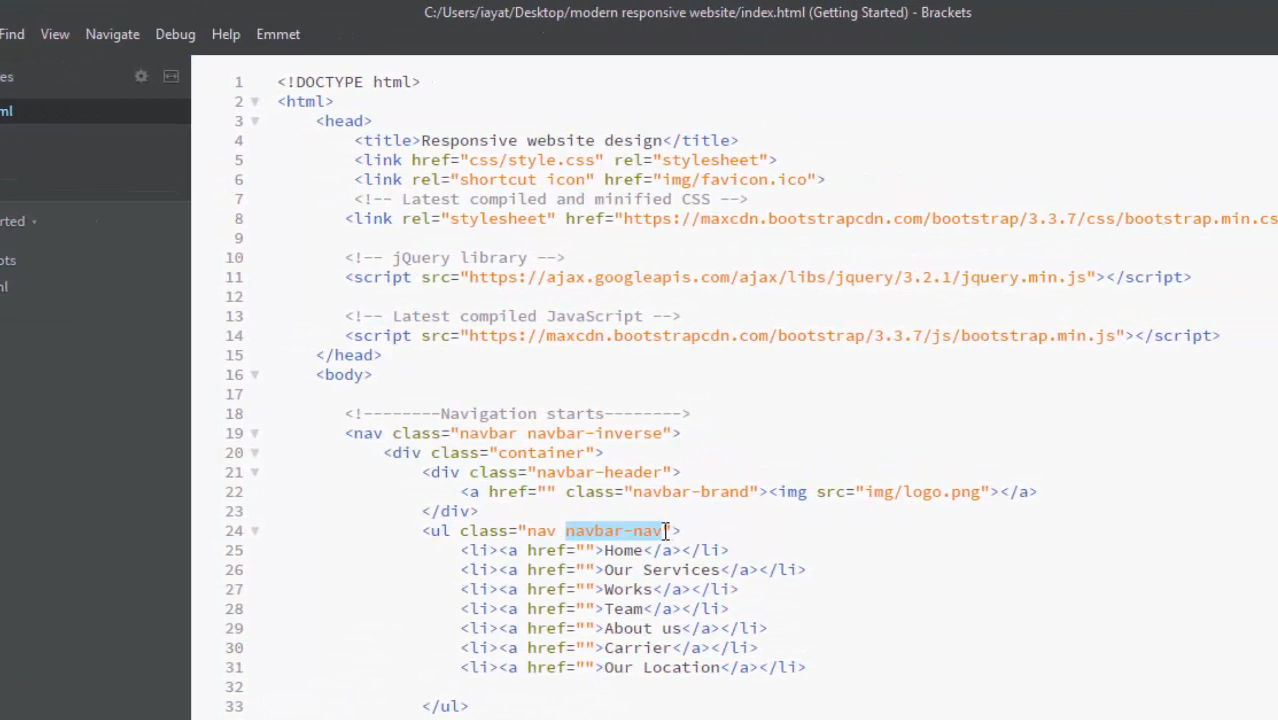 C:/Users/iayat/Desktop/modern responsive website/index.html (Getting Started) - Brackets
Find View Navigate Debug Help Emmet
es
ml
rted
ots
ml
1 <!DOCTYPE html>
2 <html>
3 <head>
4 <title>Responsive website design</title>
5 <link href="css/style.css" rel="stylesheet">
6 <link rel="shortcut icon" href="img/favicon.ico">
7 <!-- Latest compiled and minified CSS -->
8 <link rel="stylesheet" href="https://maxcdn.bootstrapcdn.com/bootstrap/3.3.7/css/bootstrap.min.cs
9
10 <!-- jQuery library -->
11 <script src="https://ajax.googleapis.com/ajax/libs/jquery/3.2.1/jquery.min.js"></script>
12
13 <!-- Latest compiled JavaScript -->
14 <script src="https://maxcdn.bootstrapcdn.com/bootstrap/3.3.7/js/bootstrap.min.js"></script>
15 </head>
16 <body>
17
18 <!--------Navigation starts-------->
19 <nav class="navbar navbar-inverse">
20 <div class="container">
21 <div class="navbar-header">
22 <a href="" class="navbar-brand"><img src="img/logo.png"></a>
23 </div>
24 <ul class="nav navbar-nav">
25 <li><a href="">Home</a></li>
26 <li><a href="">Our Services</a></li>
27 <li><a href="">Works</a></li>
28 <li><a href="">Team</a></li>
29 <li><a href="">About us</a></li>
30 <li><a href="">Carrier</a></li>
31 <li><a href="">Our Location</a></li>
32
33 </ul>